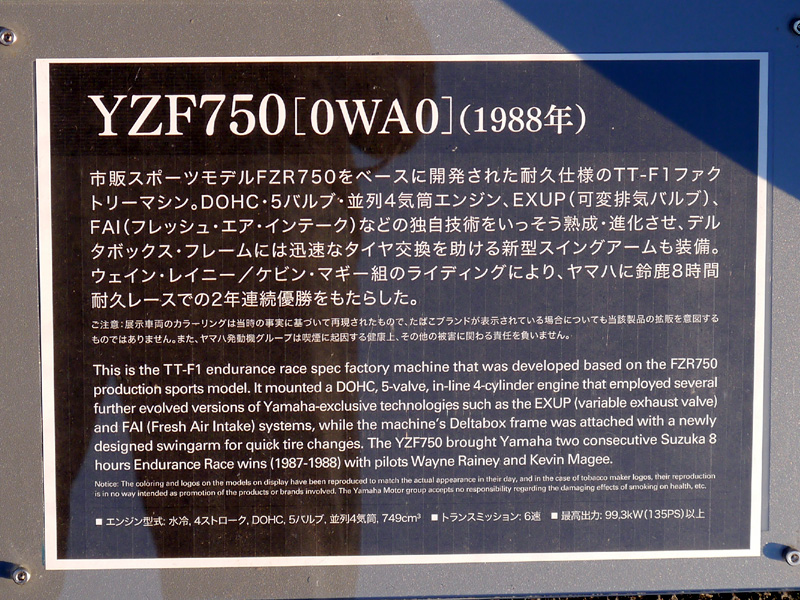 YZF750[0WA0](1988年)
市販スポーツモデルFZR750をベースに開発された耐久仕様のTT-F1ファク
トリーマシン。DOHC・5バルブ・並列4気筒エンジン、EXUP(可変排気バルブ)、
FAI(フレッシュ・エア・インテーク)などの独自技術をいっそう熟成・進化させ、デル
タボックス・フレームには迅速なタイヤ交換を助ける新型スイングアームも装備。
ウェイン・レイニー/ケビン・マギー組のライディングにより、ヤマハに鈴鹿8時間
耐久レースでの2年連続優勝をもたらした。
ご注意:展示車両のカラーリングは当時の事実に基づいて再現されたもので、たばこブランドが表示されている場合についても当該製品の拡販を意図する
ものではありません。また、ヤマハ発動機グループは喫煙に起因する健康上、その他の被害に関わる責任を負いません。
This is the TT-F1 endurance race spec factory machine that was developed based on the FZR750
production sports model. It mounted a DOHC, 5-valve, in-line 4-cylinder engine that employed several
further evolved versions of Yamaha-exclusive technologies such as the EXUP (variable exhaust valve)
and FAI (Fresh Air Intake) systems, while the machine's Deltabox frame was attached with a newly
designed swingarm for quick tire changes. The YZF750 brought Yamaha two consecutive Suzuka 8
hours Endurance Race wins (1987-1988) with pilots Wayne Rainey and Kevin Magee.
Notice: The coloring and logos on the models on display have been reproduced to match the actual appearance in their day, and in the case of tobacco maker logos, their reproduction
is in no way intended as promotion of the products or brands involved. The Yamaha Motor group accepts no responsibility regarding the damaging effects of smoking on health, etc.
■ エンジン型式: 水冷, 4ストローク, DOHC, 5バルブ, 並列4気筒, 749cm³ ■ トランスミッション: 6速 ■ 最高出力: 99.3kW(135PS)以上